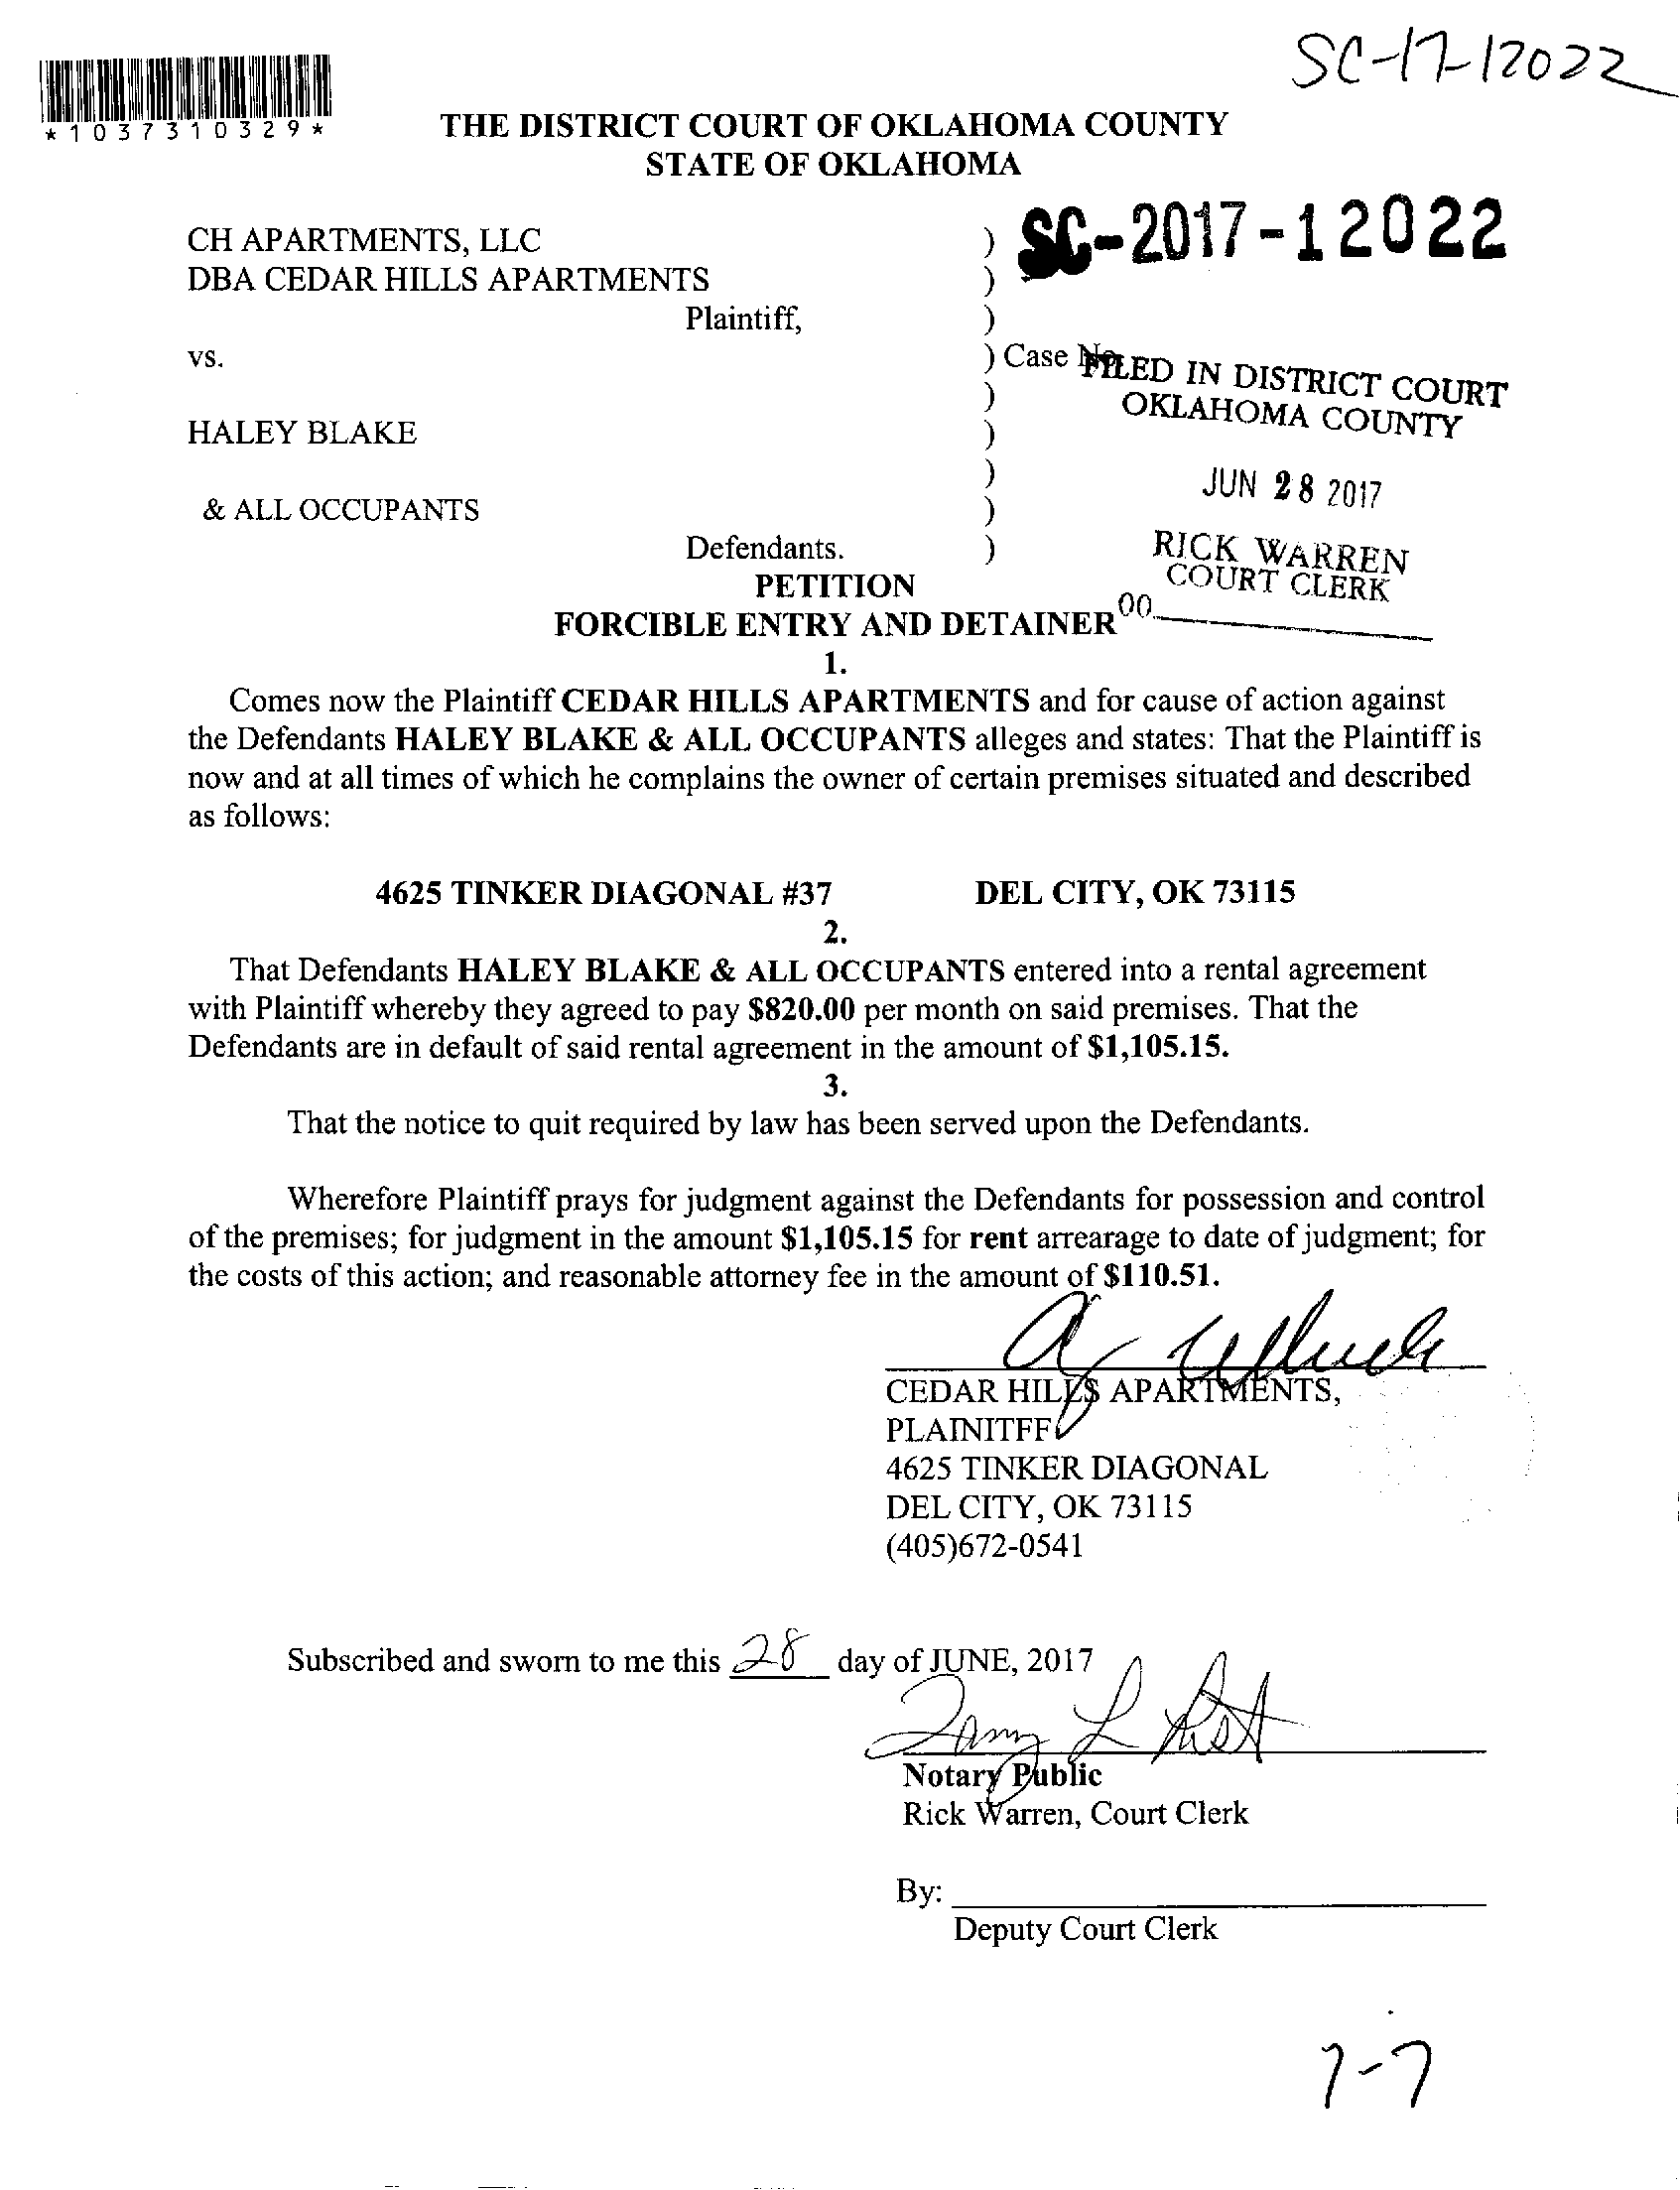 SC-17-12022
*1037310329*
THE DISTRICT COURT OF OKLAHOMA COUNTY
STATE OF OKLAHOMA
CH APARTMENTS, LLC ) SC-2017-12022
DBA CEDAR HILLS APARTMENTS )
Plaintiff, )
vs. ) Case No.
FILED IN DISTRICT COURT
) OKLAHOMA COUNTY
HALEY BLAKE )
) JUN 28 2017
& ALL OCCUPANTS )
Defendants. ) RICK WARREN
PETITION COURT CLERK
FORCIBLE ENTRY AND DETAINER 00
1.
Comes now the Plaintiff CEDAR HILLS APARTMENTS and for cause of action against
the Defendants HALEY BLAKE & ALL OCCUPANTS alleges and states: That the Plaintiff is
now and at all times of which he complains the owner of certain premises situated and described
as follows:
4625 TINKER DIAGONAL #37 DEL CITY, OK 73115
2.
That Defendants HALEY BLAKE & ALL OCCUPANTS entered into a rental agreement
with Plaintiff whereby they agreed to pay $820.00 per month on said premises. That the
Defendants are in default of said rental agreement in the amount of $1,105.15.
3.
That the notice to quit required by law has been served upon the Defendants.
Wherefore Plaintiff prays for judgment against the Defendants for possession and control
of the premises; for judgment in the amount $1,105.15 for rent arrearage to date of judgment; for
the costs of this action; and reasonable attorney fee in the amount of $110.51.
CEDAR HILLS APARTMENTS,
PLAINITFF
4625 TINKER DIAGONAL
DEL CITY, OK 73115
(405)672-0541
Subscribed and sworn to me this 28 day of JUNE, 2017
Notary Public
Rick Warren, Court Clerk
By:
Deputy Court Clerk
7-7